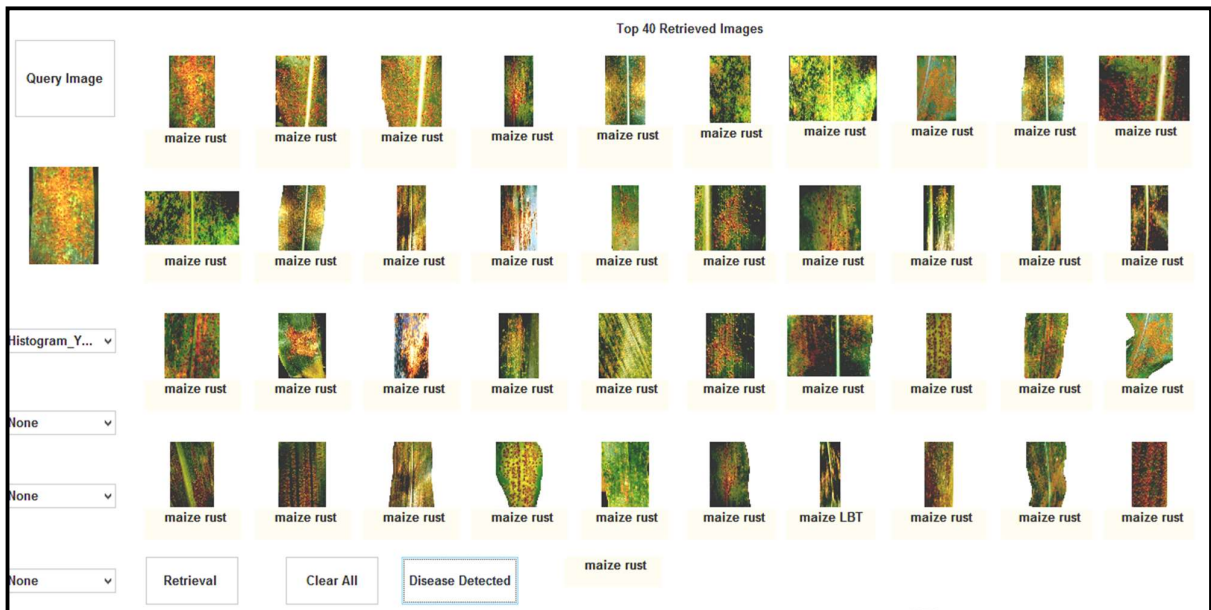 Top 40 Retrieved Images
Query Image
maize rust maize rust maize rust maize rust maize rust maize rust maize rust maize rust maize rust maize rust
maize rust maize rust maize rust maize rust maize rust maize rust maize rust maize rust maize rust maize rust
Histogram_Y...
maize rust maize rust maize rust maize rust maize rust maize rust maize rust maize rust maize rust maize rust
None
None
maize rust maize rust maize rust maize rust maize rust maize rust maize LBT maize rust maize rust maize rust
None Retrieval Clear All Disease Detected maize rust